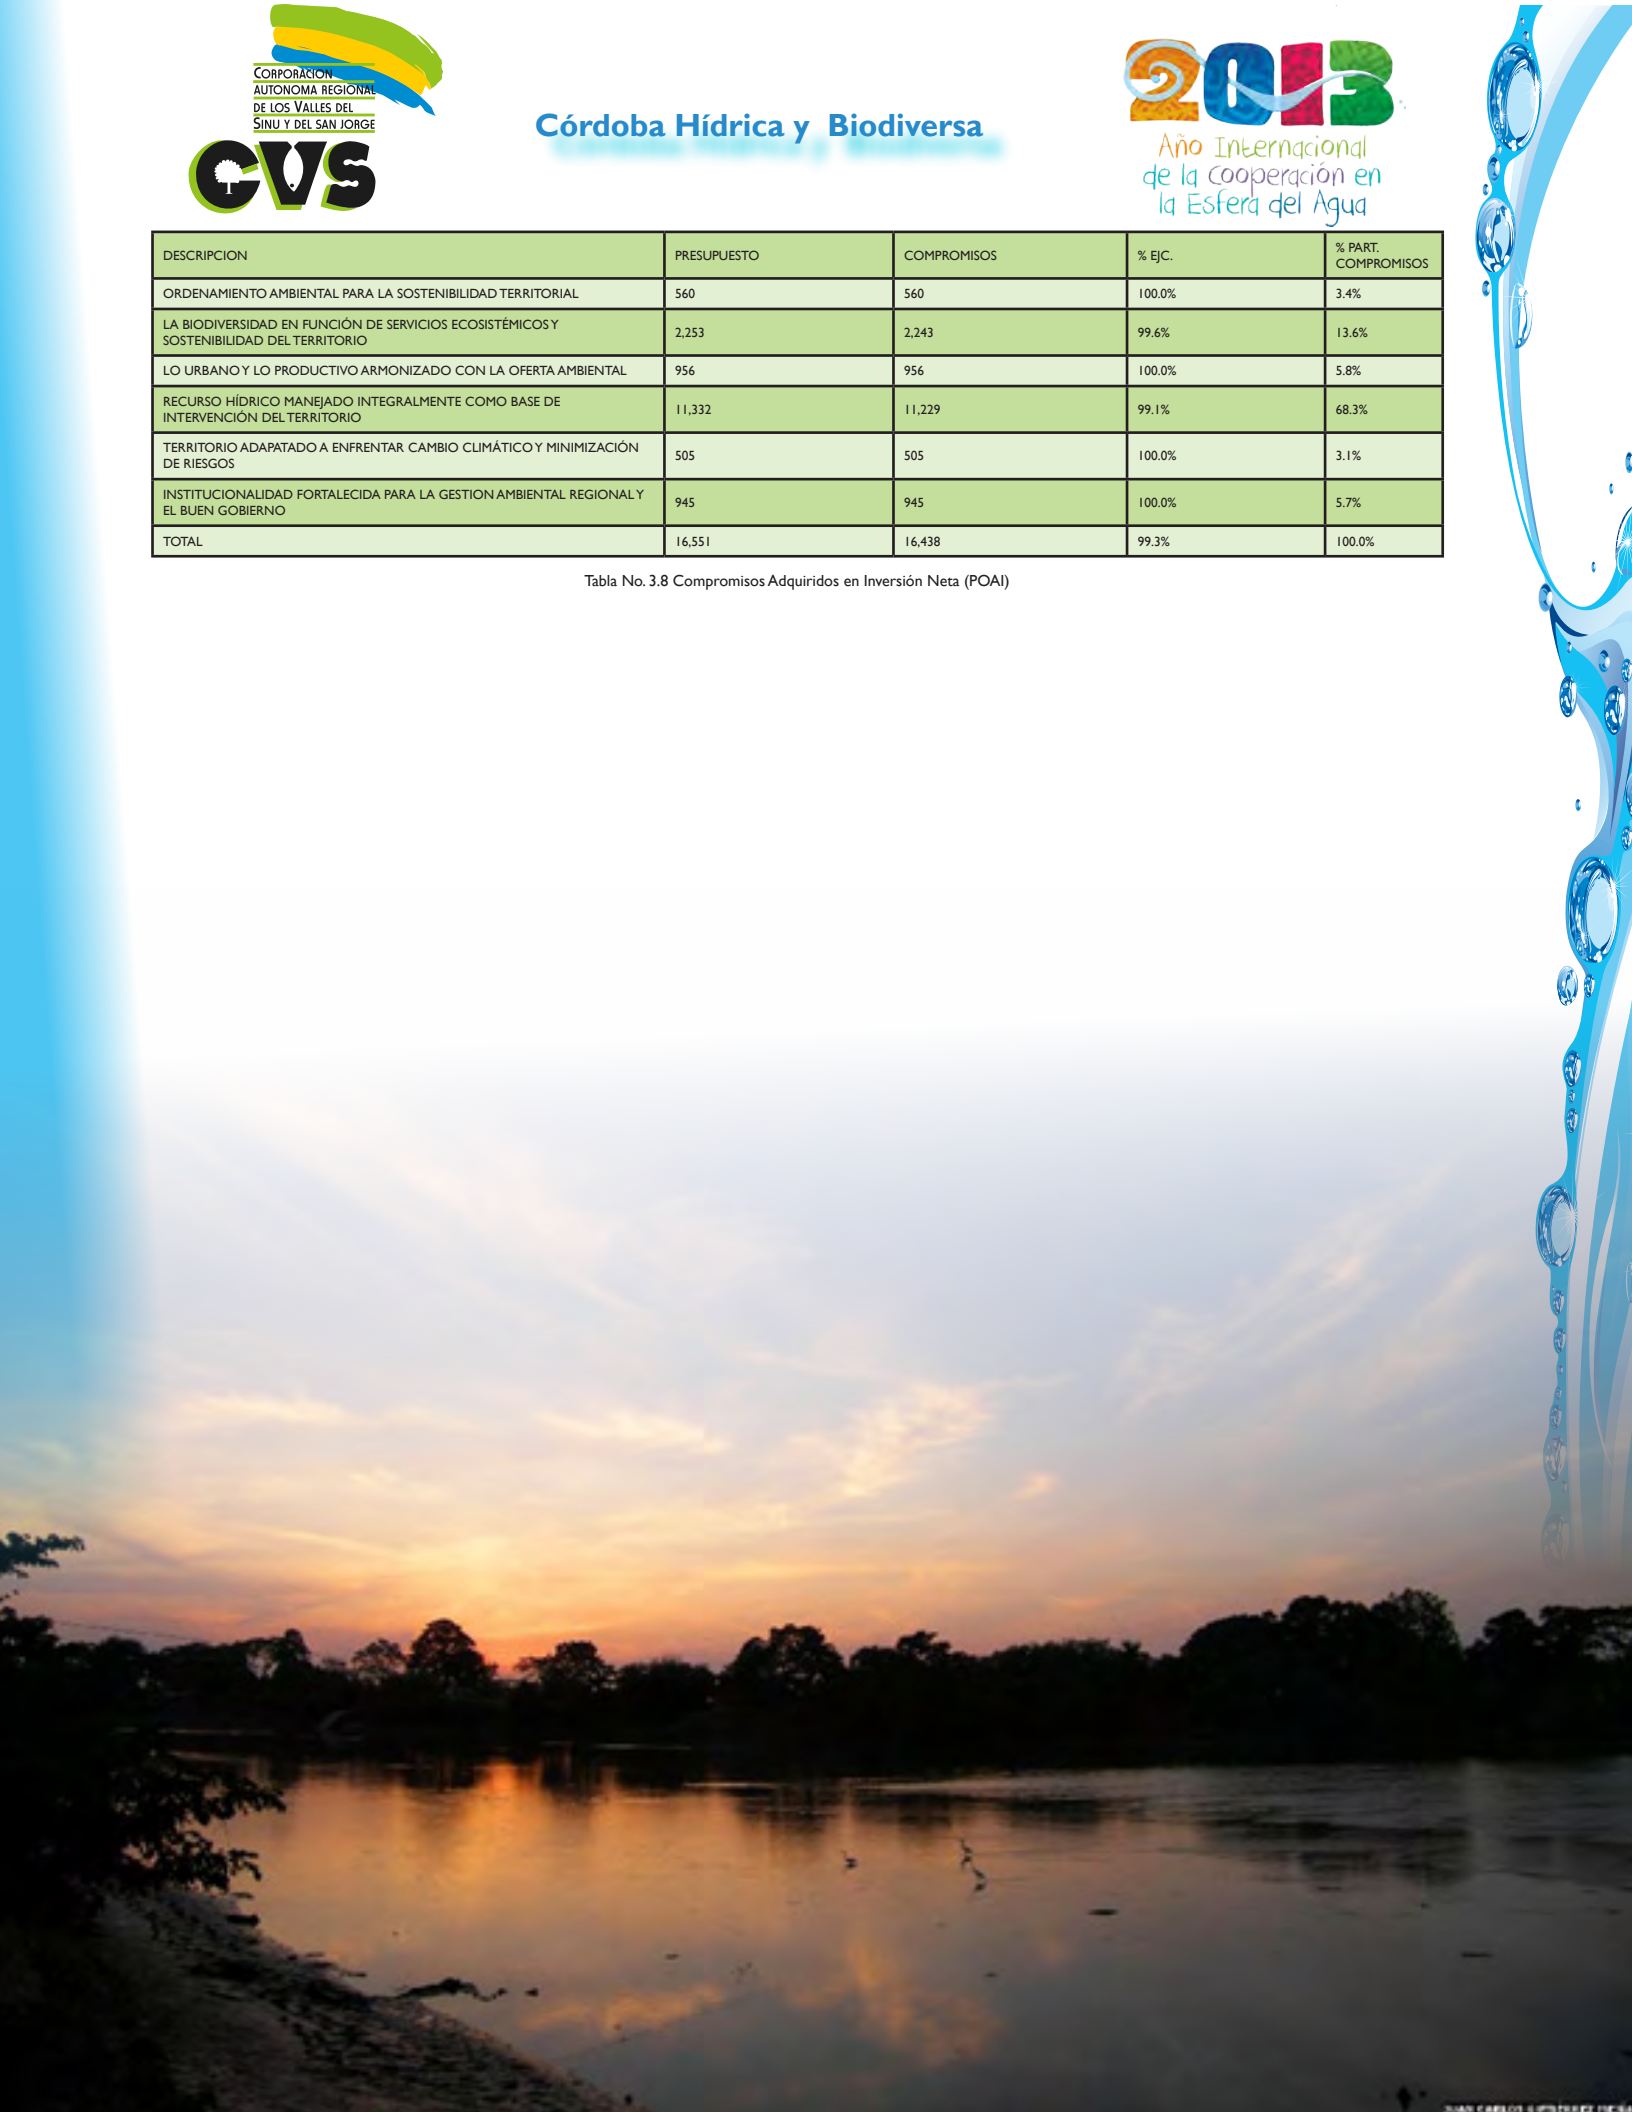 CORPORACION
AUTONOMA REGIONAL
DE LOS VALLES DEL
SINU Y DEL SAN JORGE
CVS
Córdoba Hídrica y Biodiversa
2013
Año Internacional
de la Cooperación en
la Esfera del Agua
DESCRIPCION PRESUPUESTO COMPROMISOS % EJC. % PART. COMPROMISOS
ORDENAMIENTO AMBIENTAL PARA LA SOSTENIBILIDAD TERRITORIAL 560 560 100.0% 3.4%
LA BIODIVERSIDAD EN FUNCIÓN DE SERVICIOS ECOSISTÉMICOS Y
SOSTENIBILIDAD DEL TERRITORIO 2,253 2,243 99.6% 13.6%
LO URBANO Y LO PRODUCTIVO ARMONIZADO CON LA OFERTA AMBIENTAL 956 956 100.0% 5.8%
RECURSO HÍDRICO MANEJADO INTEGRALMENTE COMO BASE DE
INTERVENCIÓN DEL TERRITORIO 11,332 11,229 99.1% 68.3%
TERRITORIO ADAPATADO A ENFRENTAR CAMBIO CLIMÁTICO Y MINIMIZACIÓN
DE RIESGOS 505 505 100.0% 3.1%
INSTITUCIONALIDAD FORTALECIDA PARA LA GESTION AMBIENTAL REGIONAL Y
EL BUEN GOBIERNO 945 945 100.0% 5.7%
TOTAL 16,551 16,438 99.3% 100.0%
Tabla No. 3.8 Compromisos Adquiridos en Inversión Neta (POAI)